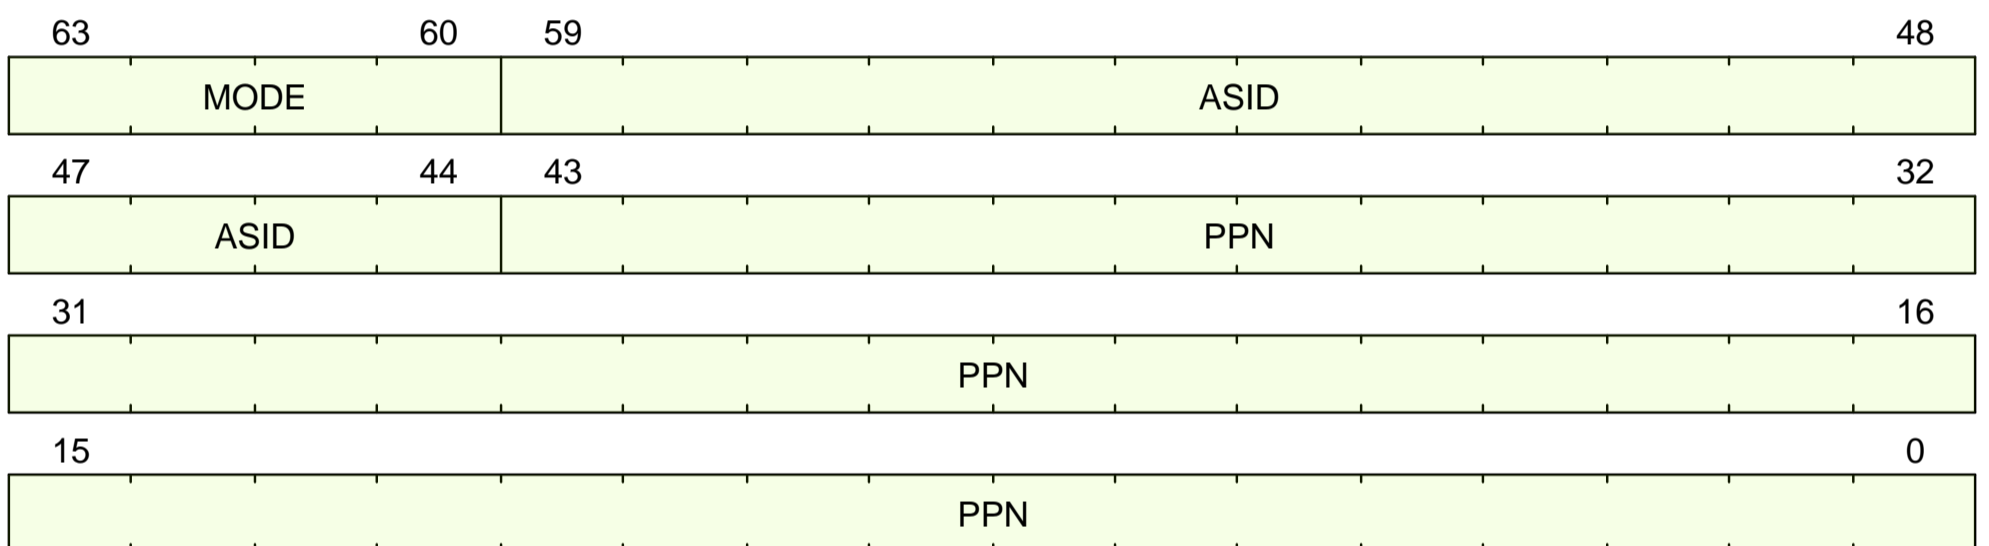 63 60 59 48
MODE ASID
47 44 43 32
ASID PPN
31 16
PPN
15 0
PPN